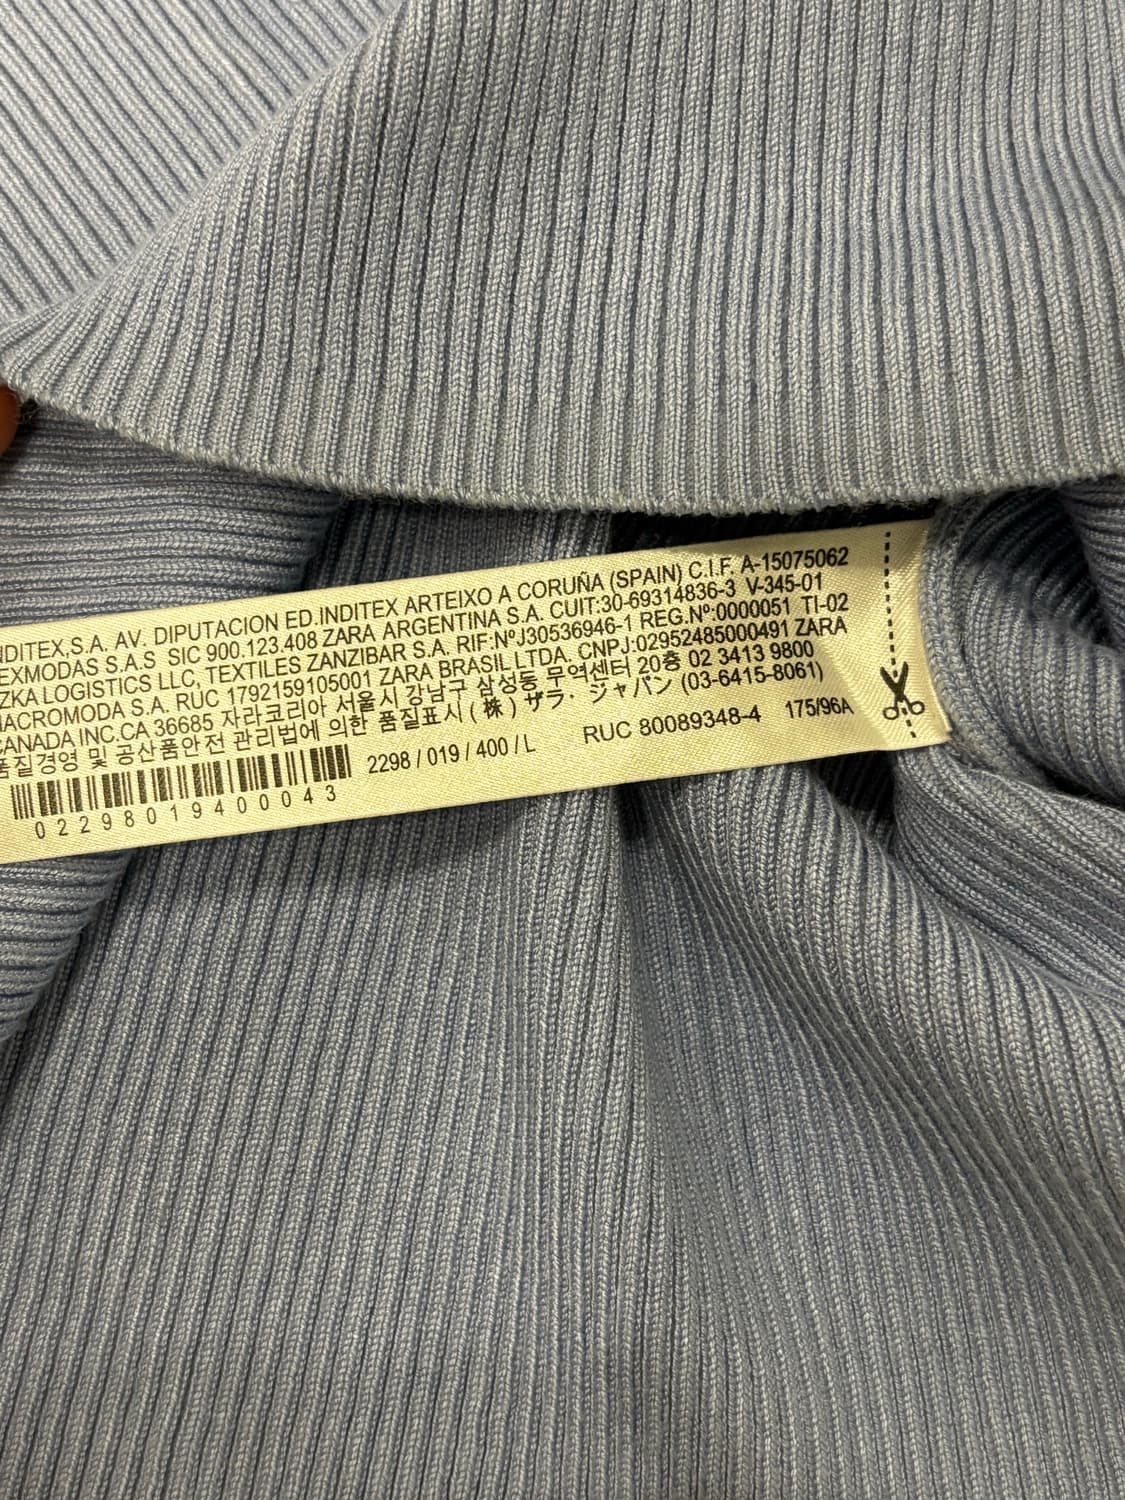 NDITEX,S.A. AV. DIPUTACION ED.INDITEX ARTEIXO A CORUÑA (SPAIN) C.I.F. A-15075062
EXMODAS S.A.S SIC 900.123.408 ZARA ARGENTINA S.A. CUIT:30-69314836-3 V-345-01
ZKA LOGISTICS LLC, TEXTILES ZANZIBAR S.A. RIF:NºJ30536946-1 REG.Nº:0000051 TI-02
ACROMODA S.A. RUC 1792159105001 ZARA BRASIL LTDA. CNPJ:02952485000491 ZARA
CANADA INC.CA 36685 자라코리아 서울시 강남구 삼성동 무역센터 20층 02 3413 9800
품질경영 및 공산품안전 관리법에 의한 품질표시 (株) ザラ・ジャパン (03-6415-8061)
2298 / 019 / 400 / L RUC 80089348-4 175/96A
02298019400043